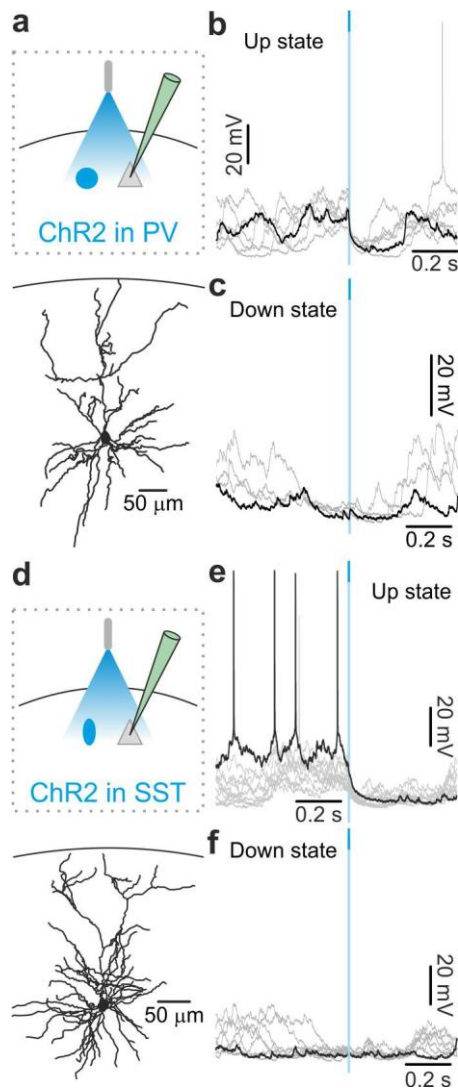 a
ChR2 in PV
50 μm
b
Up state
20 mV
0.2 s
c
Down state
20 mV
0.2 s
d
ChR2 in SST
50 μm
e
Up state
20 mV
0.2 s
f
Down state
20 mV
0.2 s